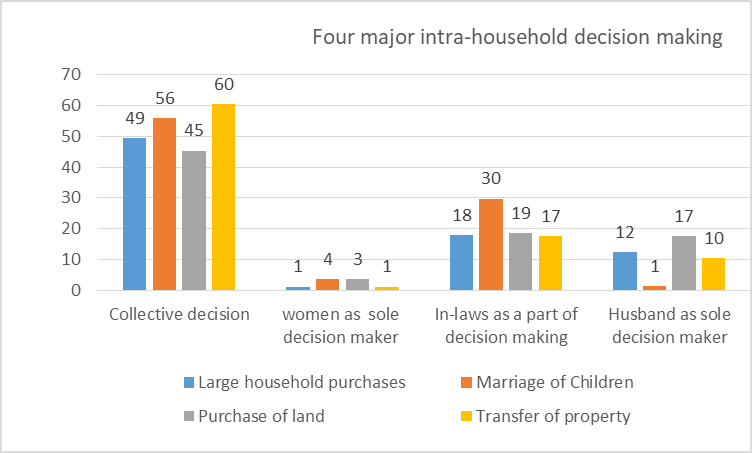 Four major intra-household decision making
70
60
50
40
30
20
10
0
49 56 45 60
1 4 3 1
18 30 19 17
12 1 17 10
Collective decision
women as sole
decision maker
In-laws as a part of
decision making
Husband as sole
decision maker
Large household purchases
Marriage of Children
Purchase of land
Transfer of property